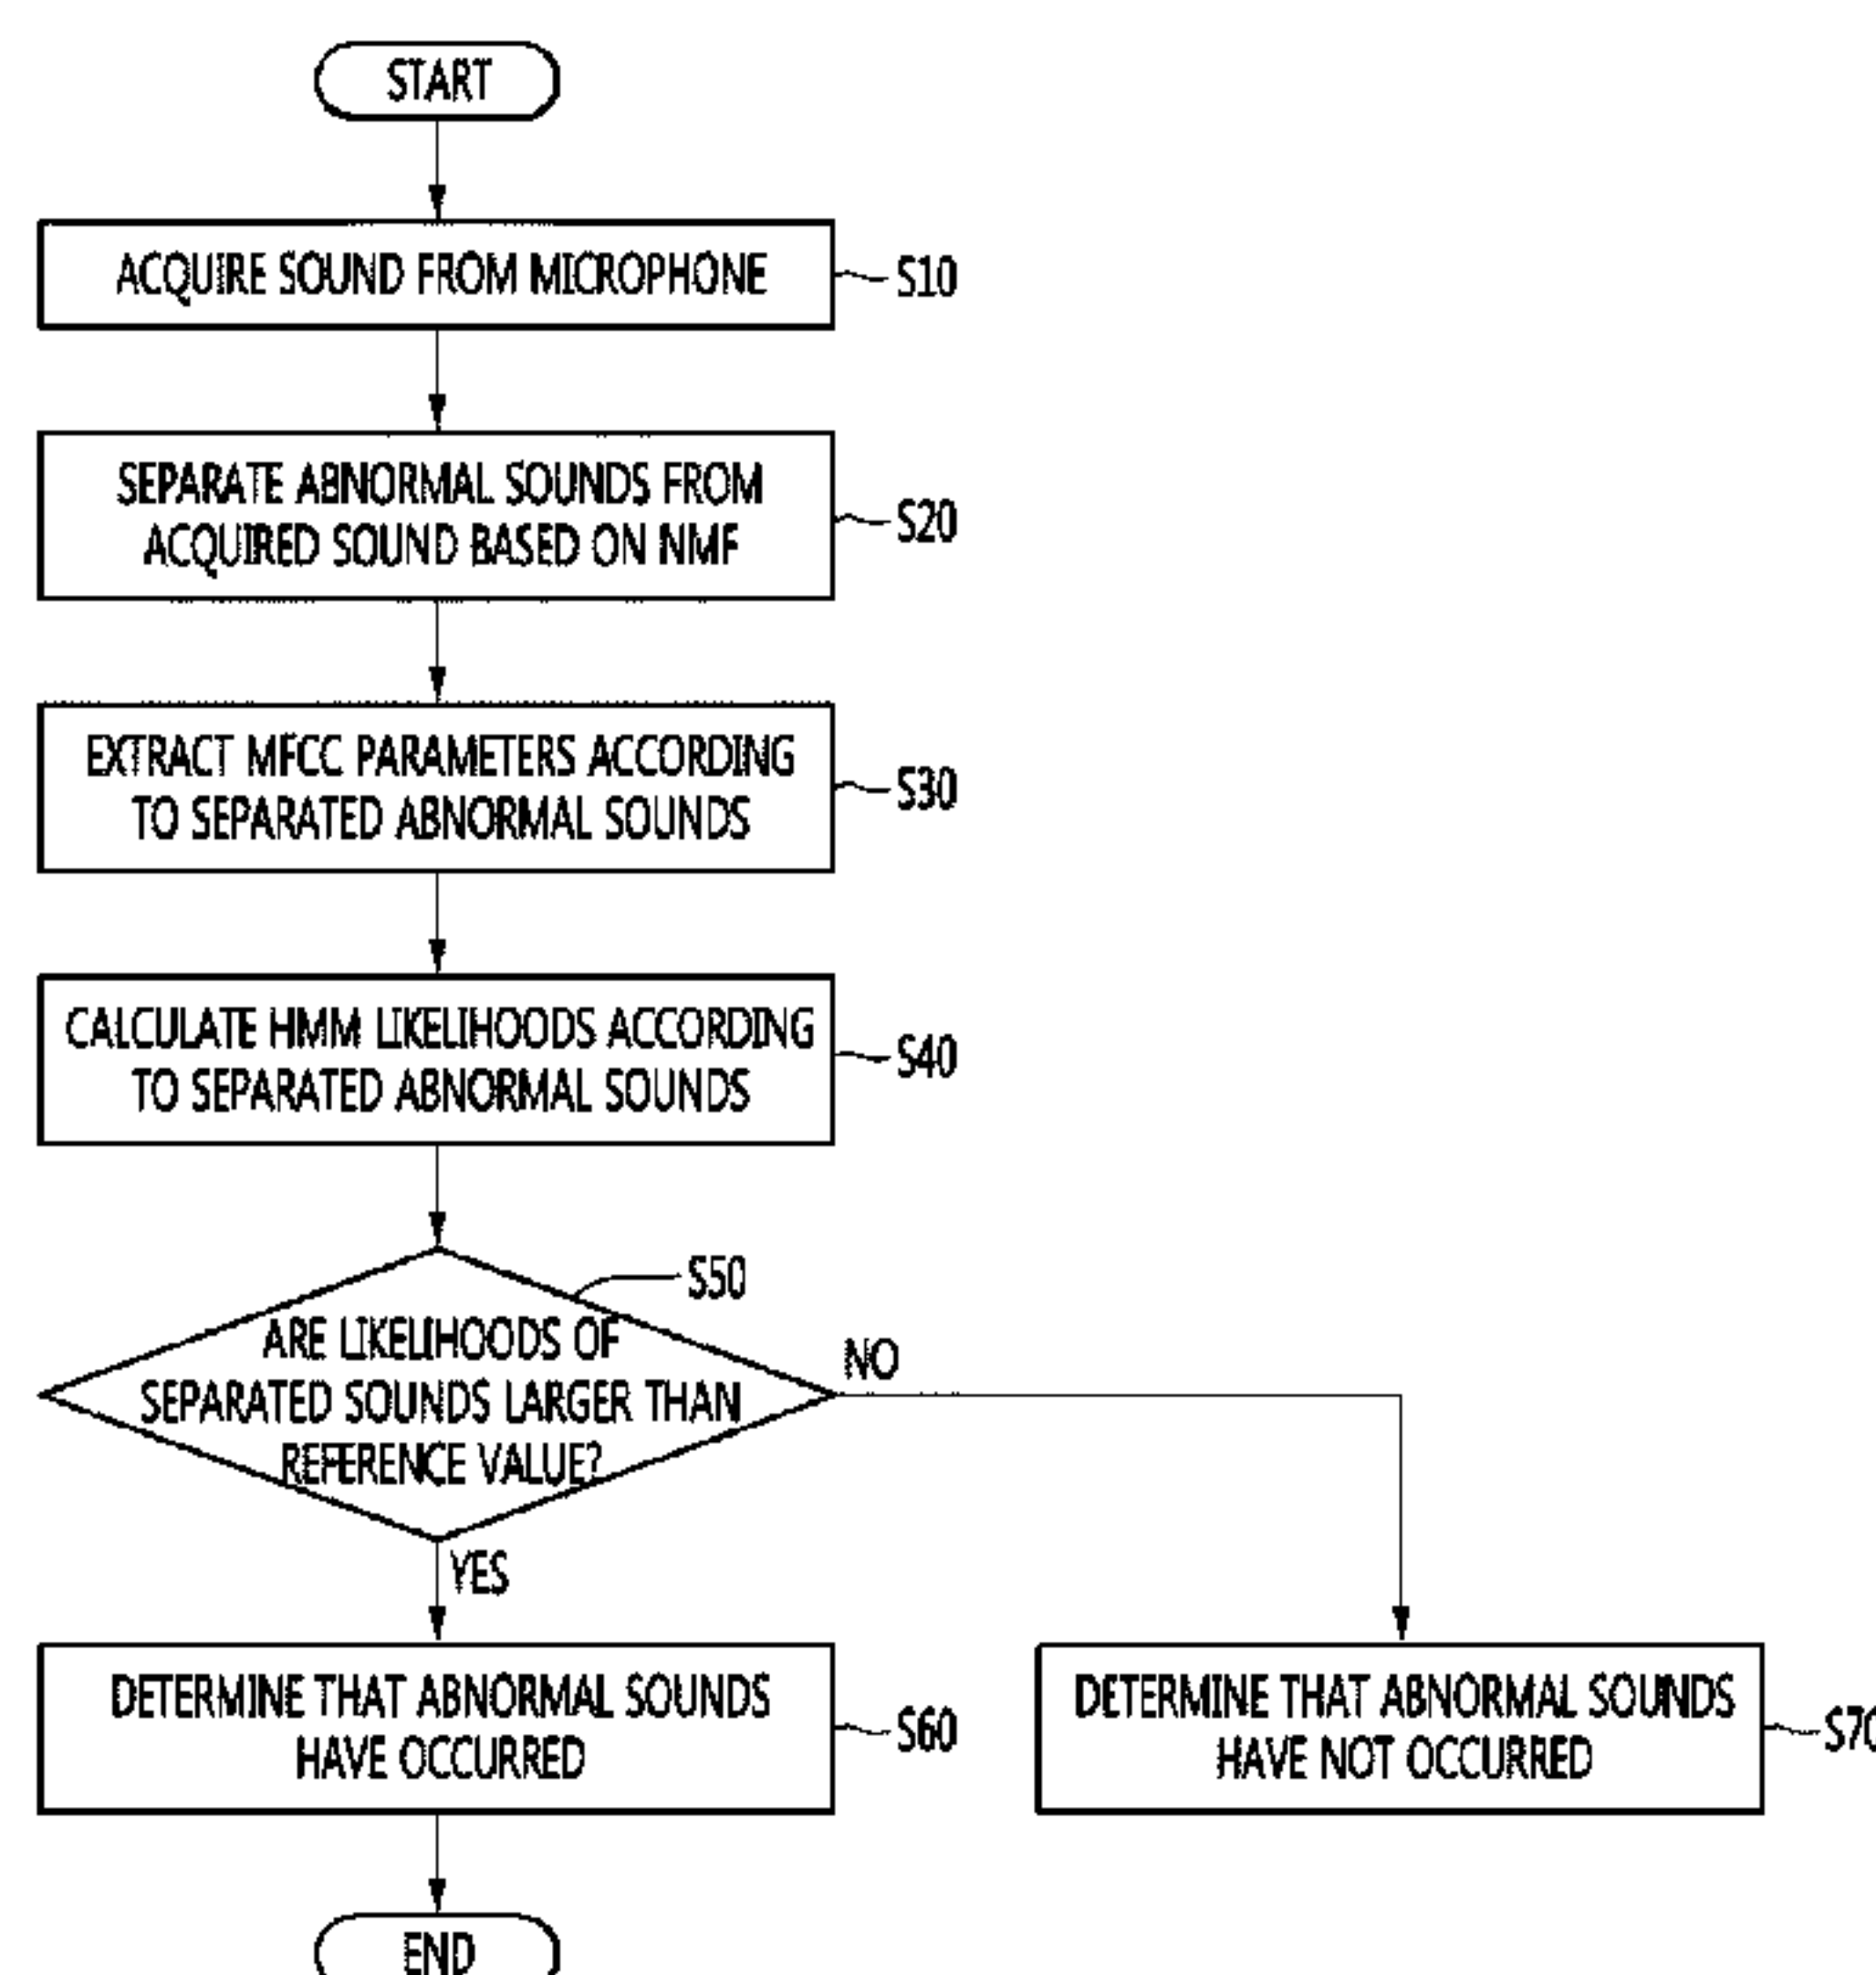 START
ACQUIRE SOUND FROM MICROPHONE
S10
SEPARATE ABNORMAL SOUNDS FROM
ACQUIRED SOUND BASED ON NMF
S20
EXTRACT MFCC PARAMETERS ACCORDING
TO SEPARATED ABNORMAL SOUNDS
S30
CALCULATE HMM LIKELIHOODS ACCORDING
TO SEPARATED ABNORMAL SOUNDS
S40
S50
ARE LIKELIHOODS OF
SEPARATED SOUNDS LARGER THAN
REFERENCE VALUE?
NO
YES
DETERMINE THAT ABNORMAL SOUNDS
HAVE OCCURRED
S60
DETERMINE THAT ABNORMAL SOUNDS
HAVE NOT OCCURRED
S70
END